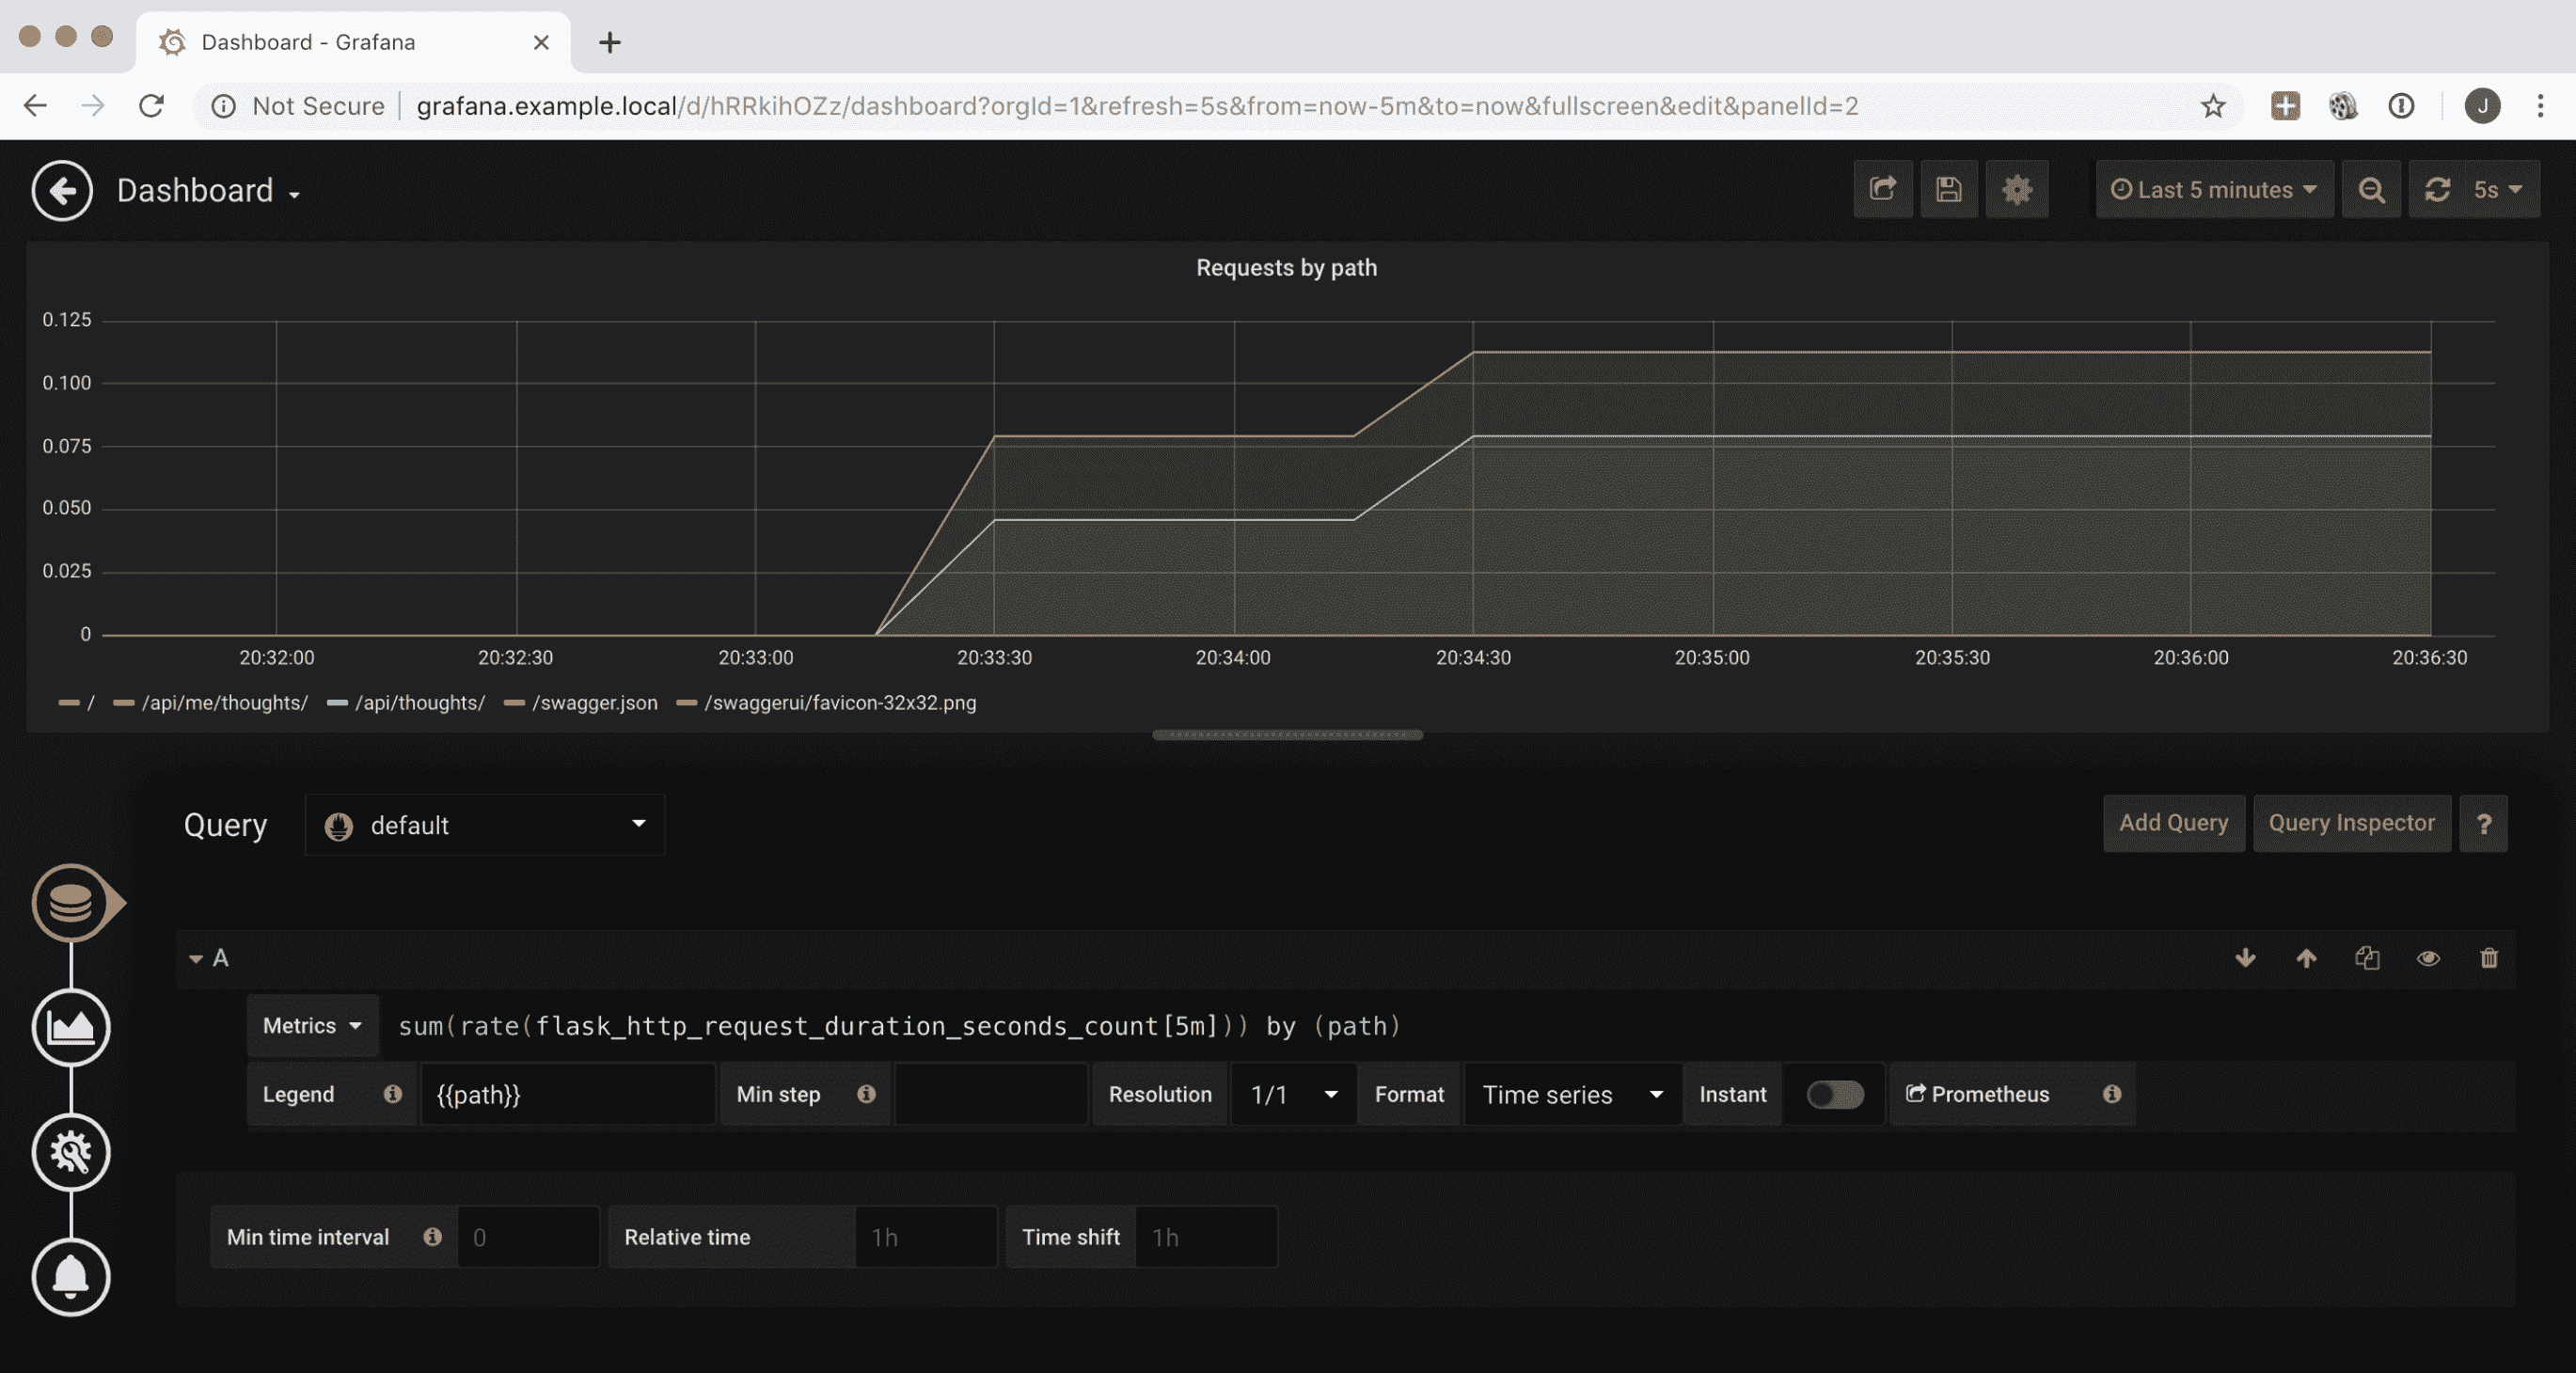 Dashboard - Grafana
Not Secure grafana.example.local/d/hRRkihOZz/dashboard?orgId=1&refresh=5s&from=now-5m&to=now&fullscreen&edit&panelId=2
J
Dashboard
Last 5 minutes
5s
Requests by path
0.125
0.100
0.075
0.050
0.025
0
20:32:00 20:32:30 20:33:00 20:33:30 20:34:00 20:34:30 20:35:00 20:35:30 20:36:00 20:36:30
/ /api/me/thoughts/ /api/thoughts/ /swagger.json /swaggerui/favicon-32x32.png
Query default Add Query Query Inspector ?
A
Metrics sum(rate(flask_http_request_duration_seconds_count[5m])) by (path)
Legend {{path}} Min step Resolution 1/1 Format Time series Instant Prometheus
Min time interval 0 Relative time 1h Time shift 1h